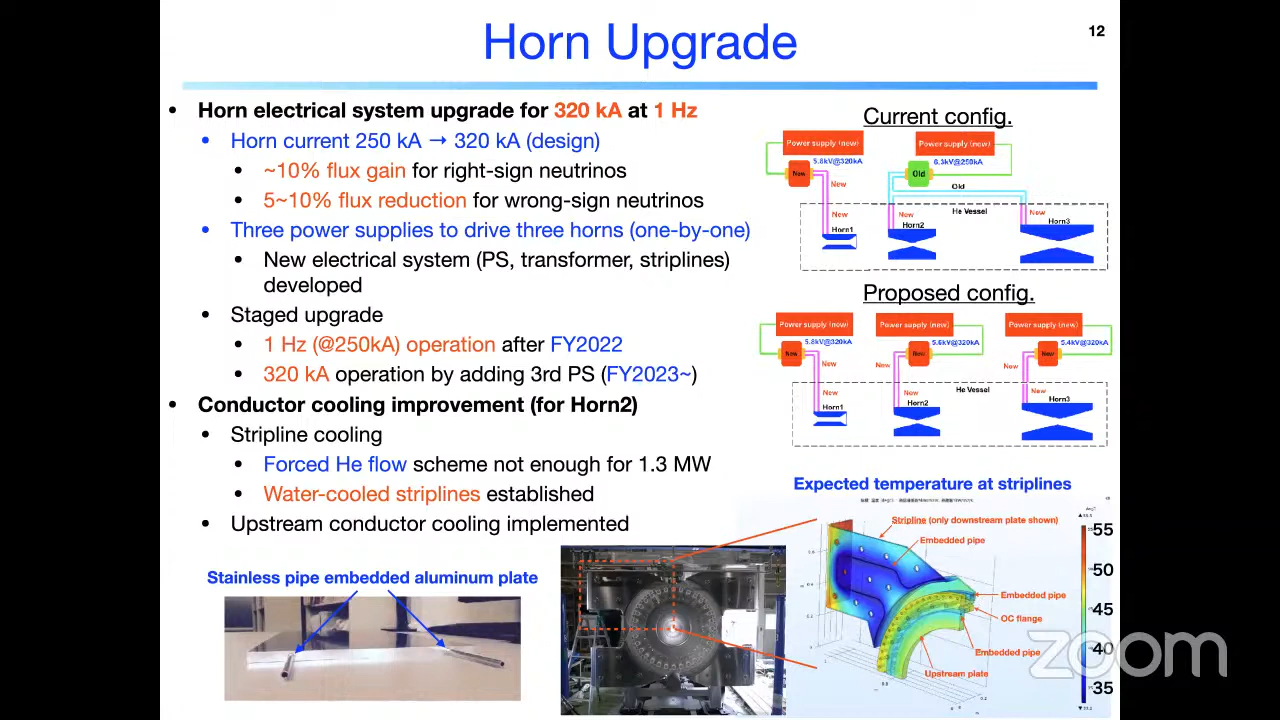 Horn Upgrade
12
• Horn electrical system upgrade for 320 kA at 1 Hz
• Horn current 250 kA → 320 kA (design)
• ~10% flux gain for right-sign neutrinos
• 5~10% flux reduction for wrong-sign neutrinos
• Three power supplies to drive three horns (one-by-one)
• New electrical system (PS, transformer, striplines)
developed
• Staged upgrade
• 1 Hz (@250kA) operation after FY2022
• 320 kA operation by adding 3rd PS (FY2023~)
• Conductor cooling improvement (for Horn2)
• Stripline cooling
• Forced He flow scheme not enough for 1.3 MW
• Water-cooled striplines established
• Upstream conductor cooling implemented
Stainless pipe embedded aluminum plate
Current config.
Power supply (new) Power supply (new)
5.8kV@320kA 6.3kV@250kA
New Old
New Old
New New He Vessel New
Horn1 Horn2 Horn3
Proposed config.
Power supply (new) Power supply (new) Power supply (new)
5.8kV@320kA 5.6kV@320kA 5.4kV@320kA
New New New
New New New
New New He Vessel New
Horn1 Horn2 Horn3
Expected temperature at striplines
Stripline (only downstream plate shown)
Embedded pipe
Embedded pipe
OC flange
Embedded pipe
Upstream plate
55
50
45
40
35
zoom